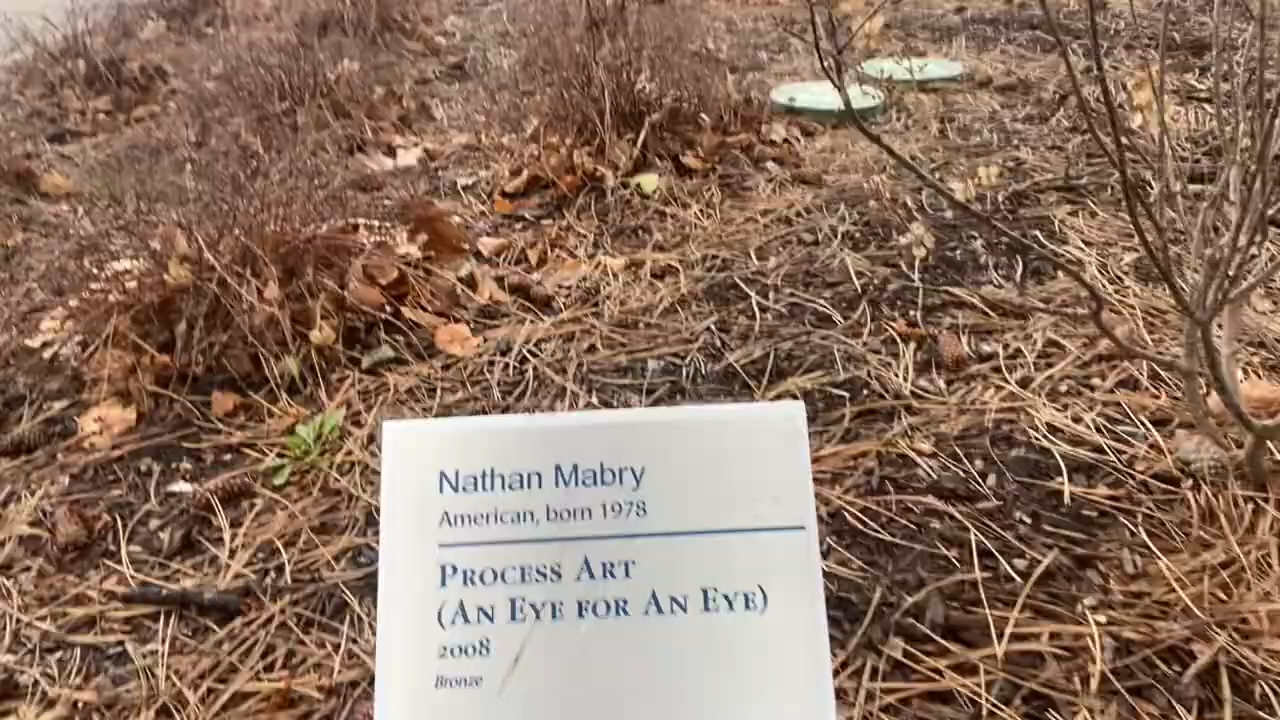 Nathan Mabry
American, born 1978
PROCESS ART
(AN EYE FOR AN EYE)
2008
Bronze